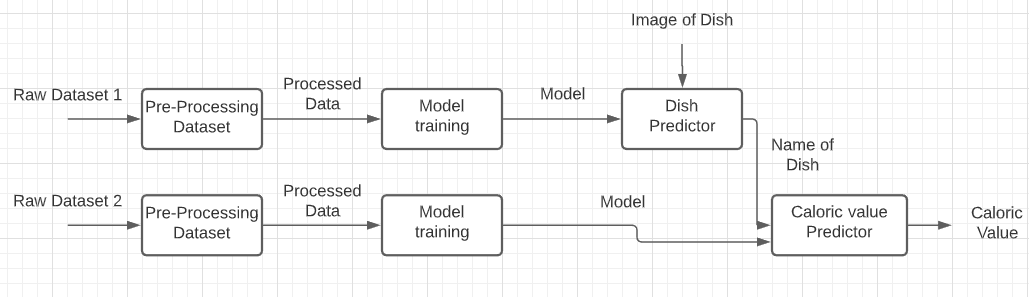 Image of Dish
Raw Dataset 1
Pre-Processing
Dataset
Processed
Data
Model
training
Model
Dish
Predictor
Name of
Dish
Raw Dataset 2
Pre-Processing
Dataset
Processed
Data
Model
training
Model
Caloric value
Predictor
Caloric
Value